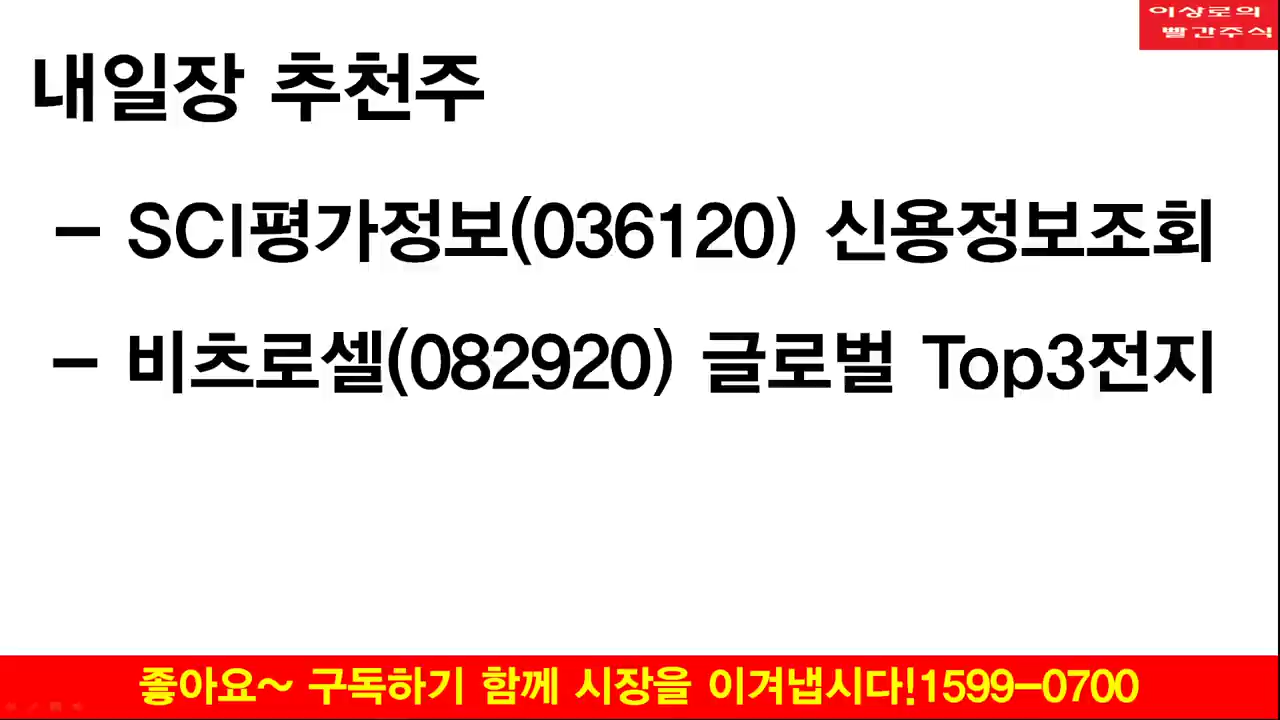 이상로의
빨간주식
내일장 추천주
- SCI평가정보(036120) 신용정보조회
- 비츠로셀(082920) 글로벌 Top3전지
좋아요~ 구독하기 함께 시장을 이겨냅시다!1599-0700